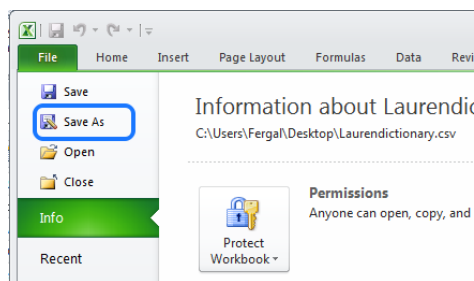 File Home Insert Page Layout Formulas Data Revi
Save
Save As
Open
Close
Info
Recent
Information about Laurendic
C:\Users\Fergal\Desktop\Laurendictionary.csv
Protect
Workbook
Permissions
Anyone can open, copy, and